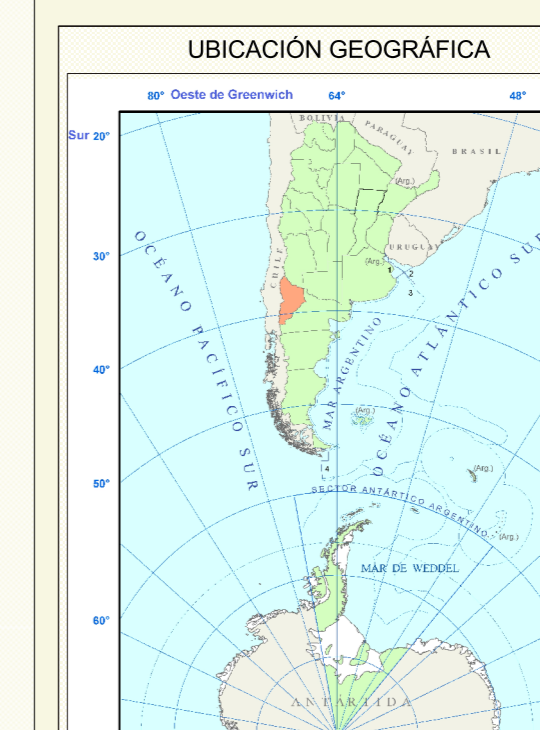 UBICACIÓN GEOGRÁFICA
80° Oeste de Greenwich 64° 48°
Sur 20°
BOLIVIA
PARAGUAY
BRASIL
(Arg.)
30°
OCÉANO PACÍFICO SUR
CHILE
URUGUAY
(Arg.)
1
2
3
OCÉANO ATLÁNTICO SUR
MAR ARGENTINO
40°
(Arg.)
50°
4
(Arg.)
SECTOR ANTÁRTICO ARGENTINO
(Arg.)
MAR DE WEDDEL
60°
ANTÁRTIDA